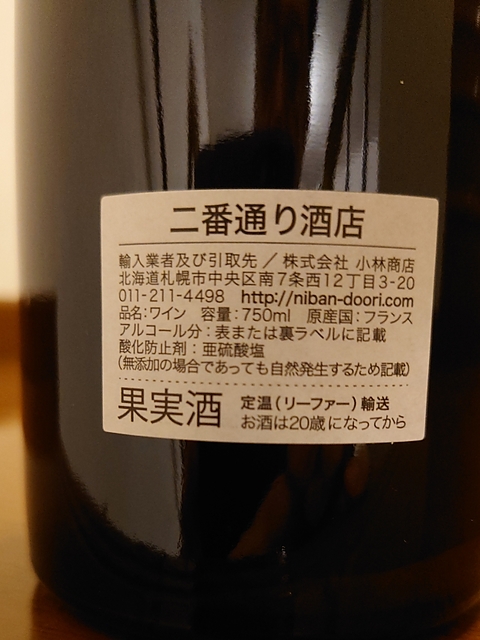 二番通り酒店
輸入業者及び引取先／株式会社 小林商店
北海道札幌市中央区南7条西12丁目3-20
011-211-4498 http://niban-doori.com
品名：ワイン 容量：750ml 原産国：フランス
アルコール分：表または裏ラベルに記載
酸化防止剤：亜硫酸塩
（無添加の場合であっても自然発生するため記載）
果実酒 定温（リーファー）輸送
お酒は20歳になってから